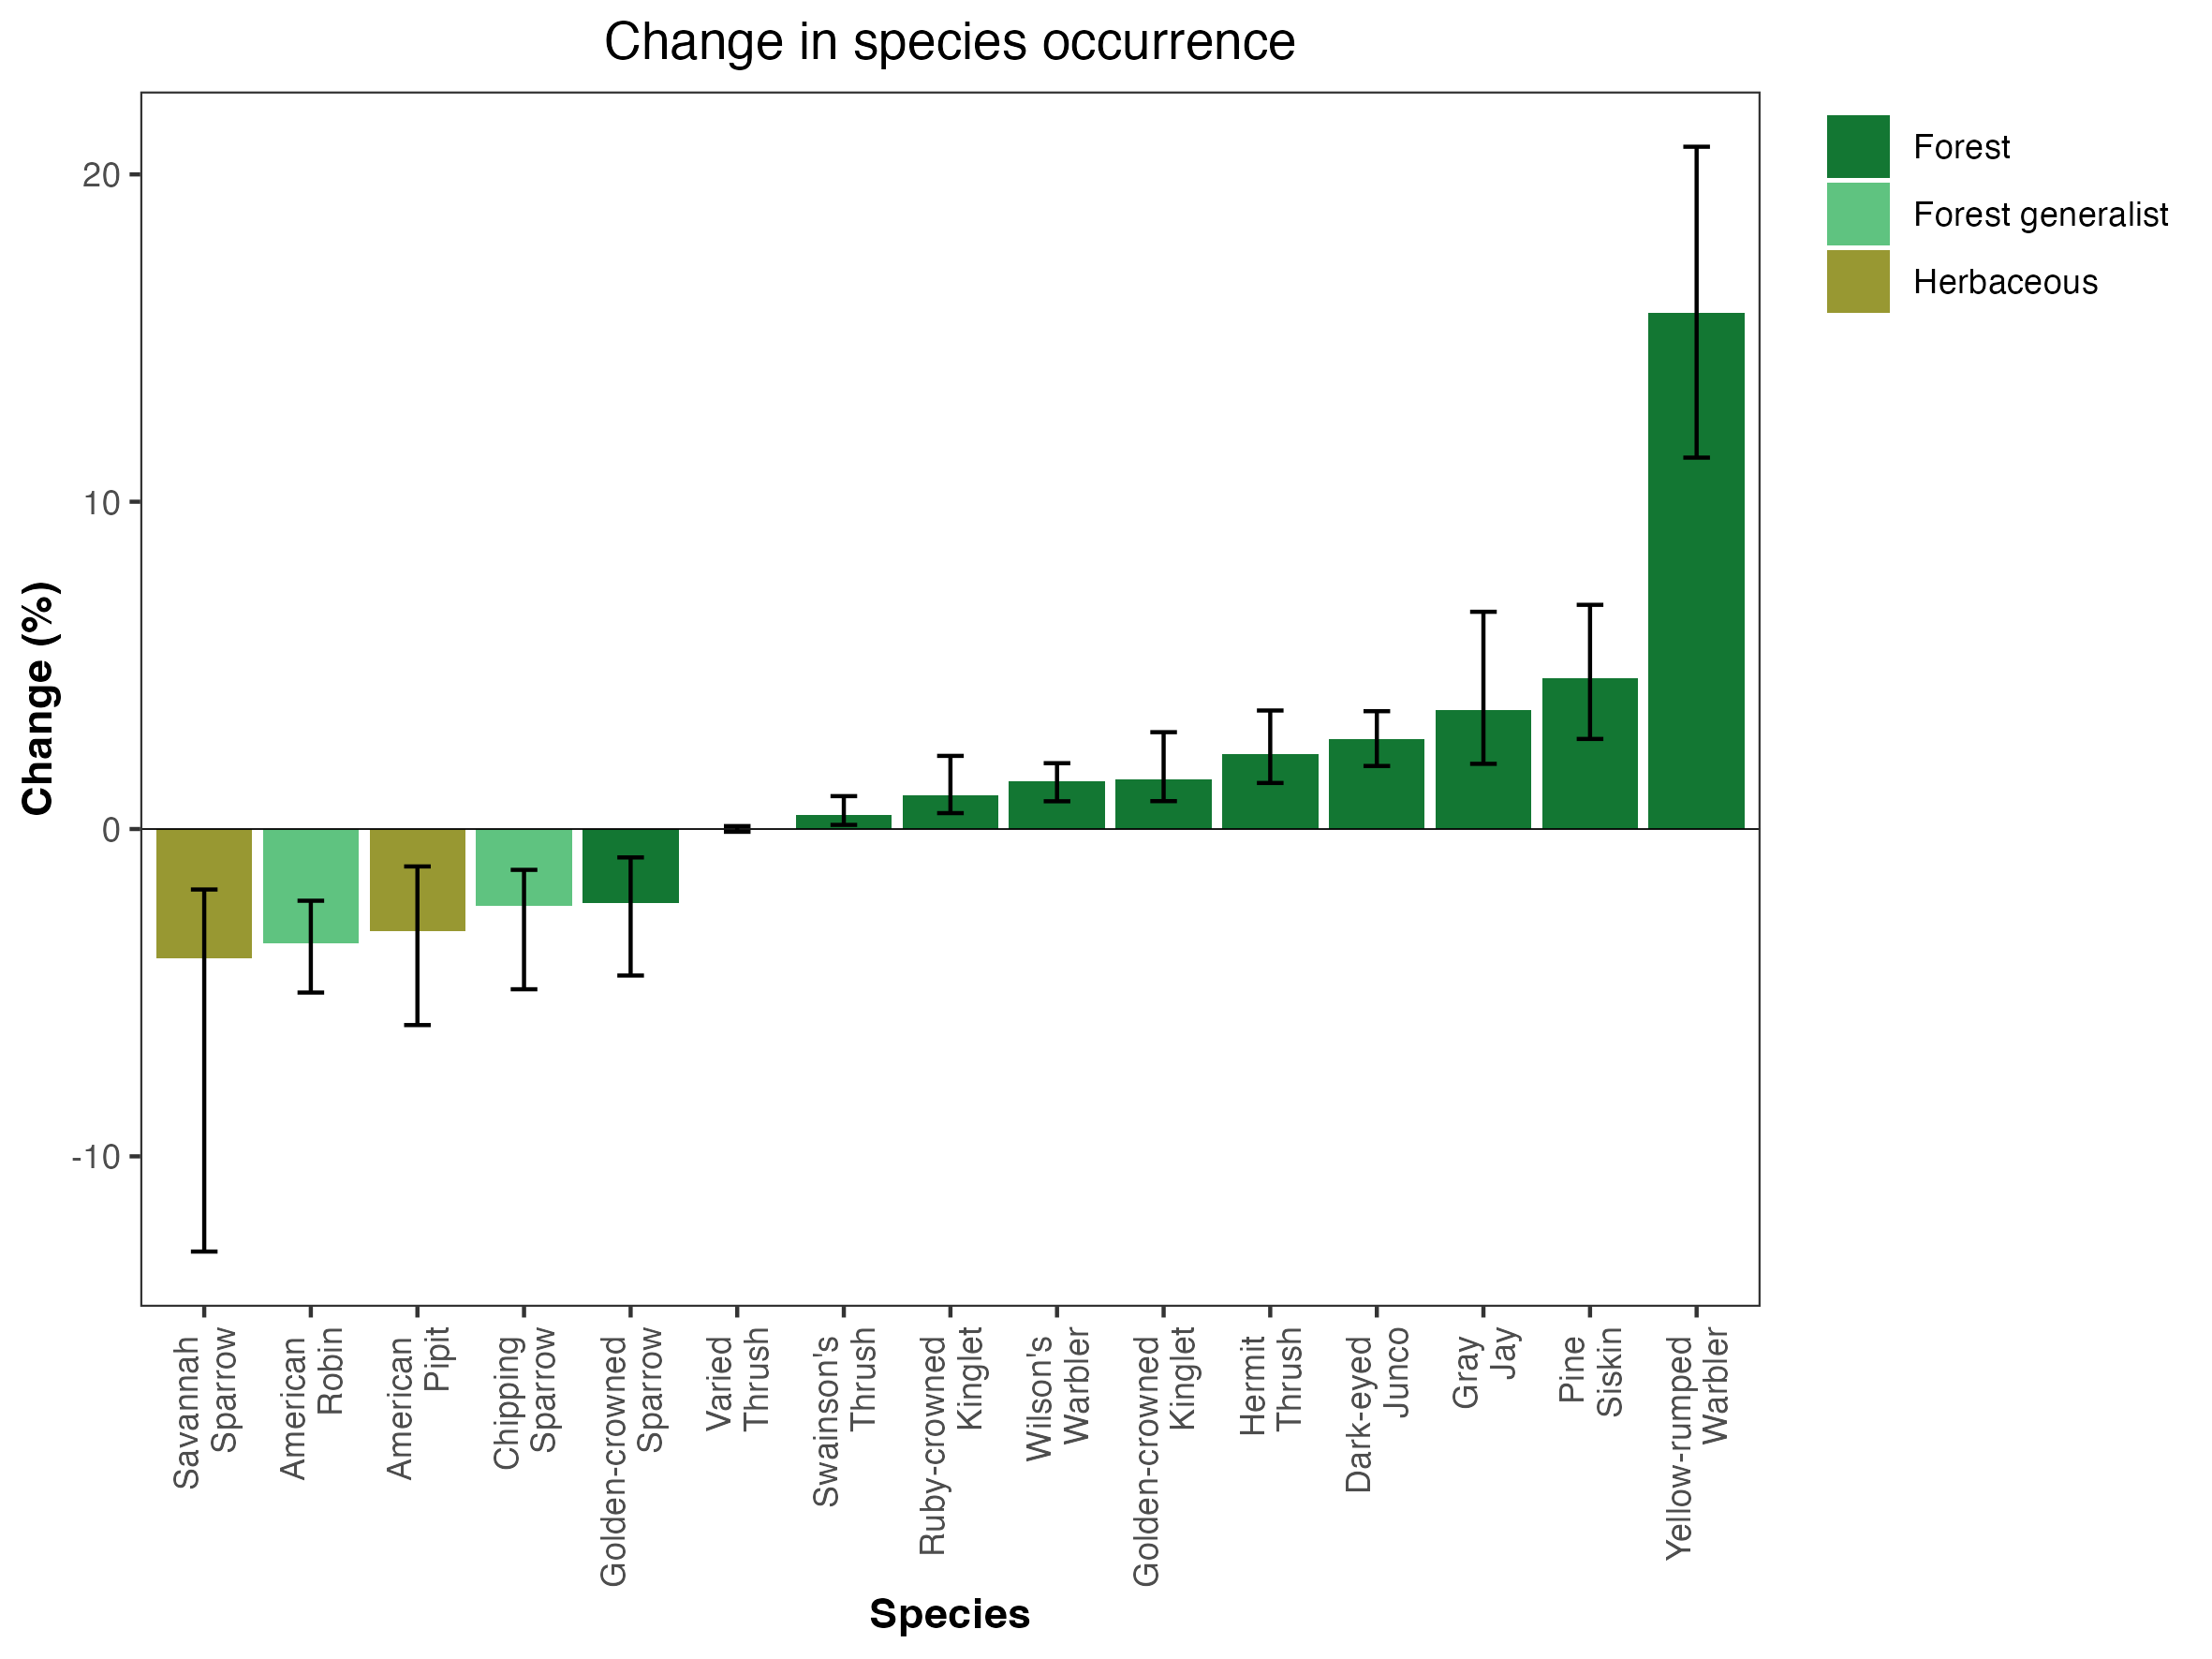 Change in species occurrence
Change (%)
20
10
0
-10
Forest
Forest generalist
Herbaceous
Savannah
Sparrow
American
Robin
American
Pipit
Chipping
Sparrow
Golden-crowned
Sparrow
Varied
Thrush
Swainson's
Thrush
Ruby-crowned
Kinglet
Wilson's
Warbler
Golden-crowned
Kinglet
Hermit
Thrush
Dark-eyed
Junco
Gray
Jay
Pine
Siskin
Yellow-rumped
Warbler
Species